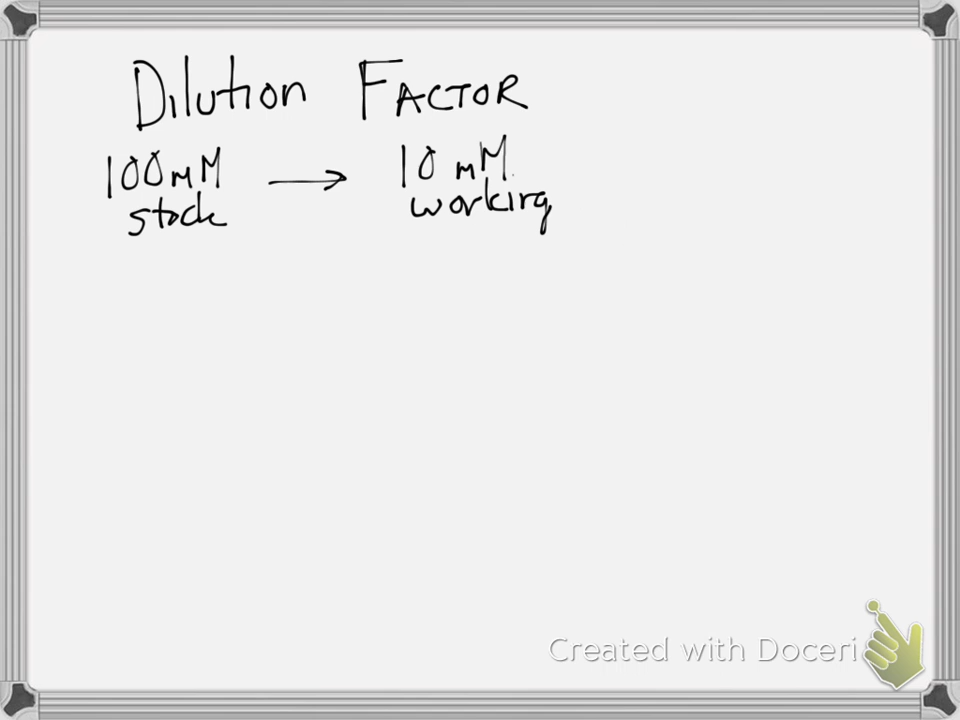 Dilution FACTOR
100mM → 10 mM
stock working
Created with Doceri